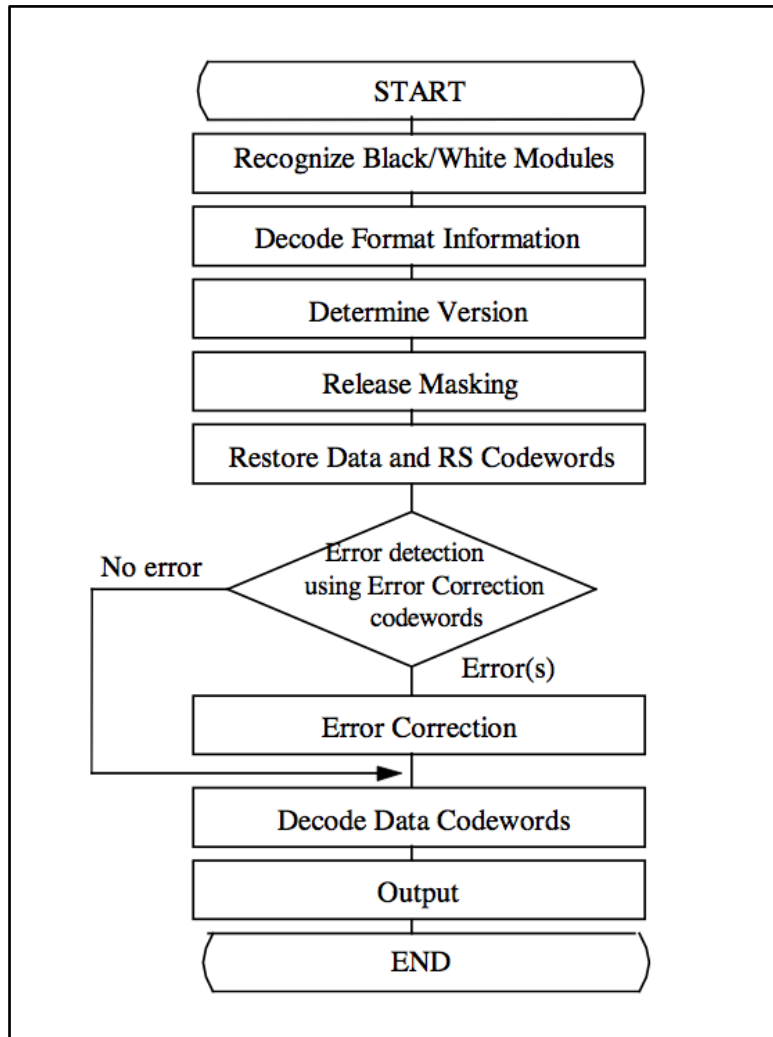 START
Recognize Black/White Modules
Decode Format Information
Determine Version
Release Masking
Restore Data and RS Codewords
Error detection
using Error Correction
codewords
No error
Error(s)
Error Correction
Decode Data Codewords
Output
END